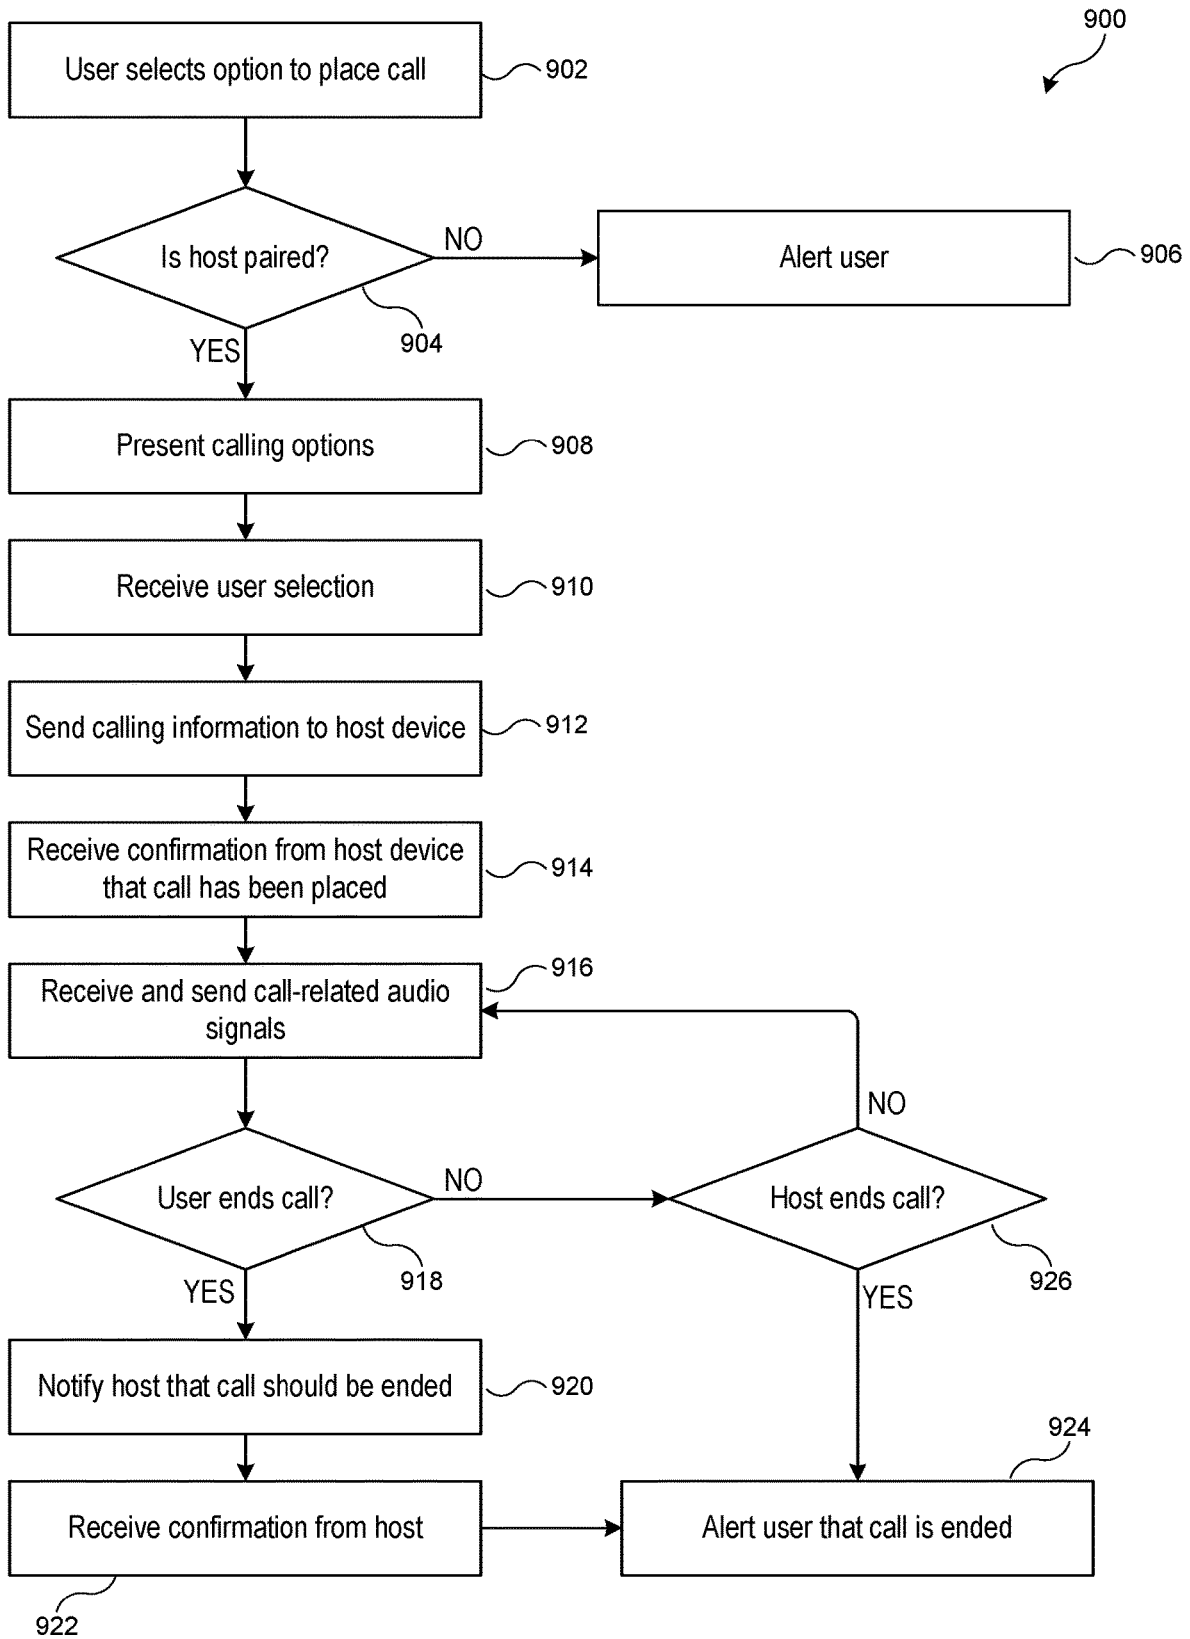 900
User selects option to place call
902
Is host paired?
NO
904
Alert user
906
YES
Present calling options
908
Receive user selection
910
Send calling information to host device
912
Receive confirmation from host device
that call has been placed
914
Receive and send call-related audio
signals
916
User ends call?
NO
918
Host ends call?
NO
926
YES
YES
Notify host that call should be ended
920
Receive confirmation from host
922
Alert user that call is ended
924